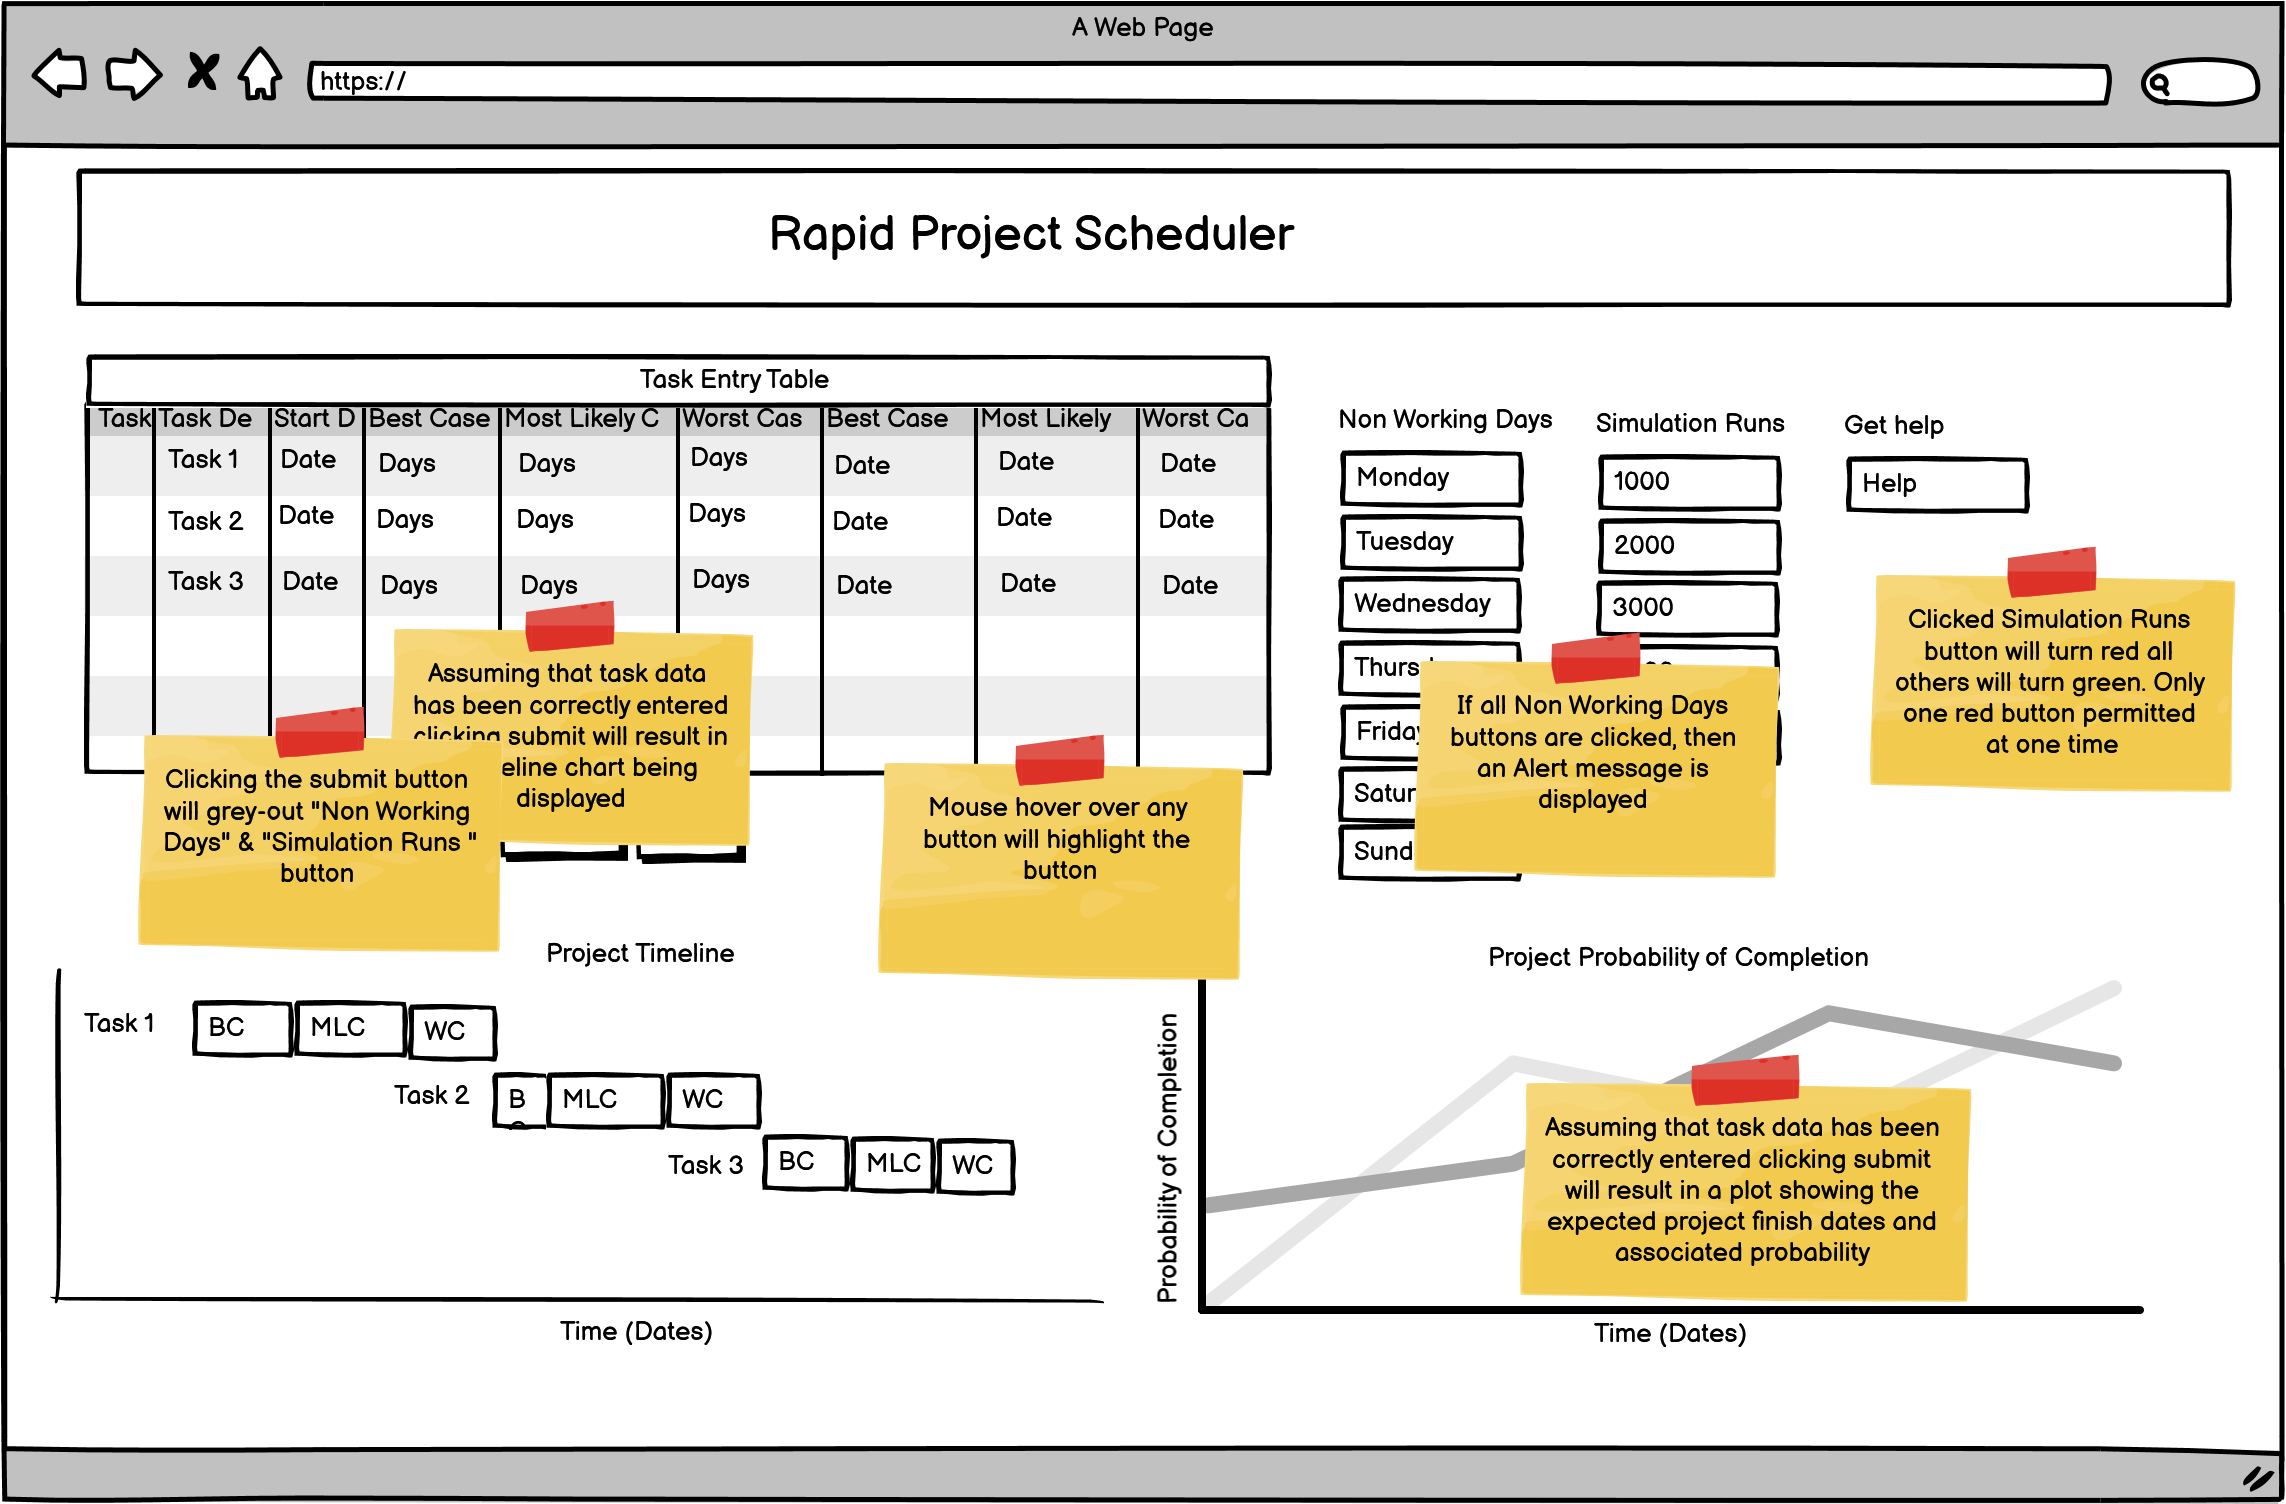 A Web Page
https://
Rapid Project Scheduler
Task Entry Table
Task Task De Start D Best Case Most Likely C Worst Cas Best Case Most Likely Worst Ca
Task 1 Date Days Days Days Date Date Date
Task 2 Date Days Days Days Date Date Date
Task 3 Date Days Days Days Date Date Date
Non Working Days
Monday
Tuesday
Wednesday
Thurs
Friday
Satur
Sund
Simulation Runs
1000
2000
3000
Get help
Help
Clicked Simulation Runs
button will turn red all
others will turn green. Only
one red button permitted
at one time
If all Non Working Days
buttons are clicked, then
an Alert message is
displayed
Assuming that task data
has been correctly entered
clicking submit will result in
eline chart being
displayed
Clicking the submit button
will grey-out "Non Working
Days" & "Simulation Runs "
button
Mouse hover over any
button will highlight the
button
Project Timeline
Task 1 BC MLC WC
Task 2 B MLC WC
Task 3 BC MLC WC
Time (Dates)
Project Probability of Completion
Probability of Completion
Assuming that task data has been
correctly entered clicking submit
will result in a plot showing the
expected project finish dates and
associated probability
Time (Dates)